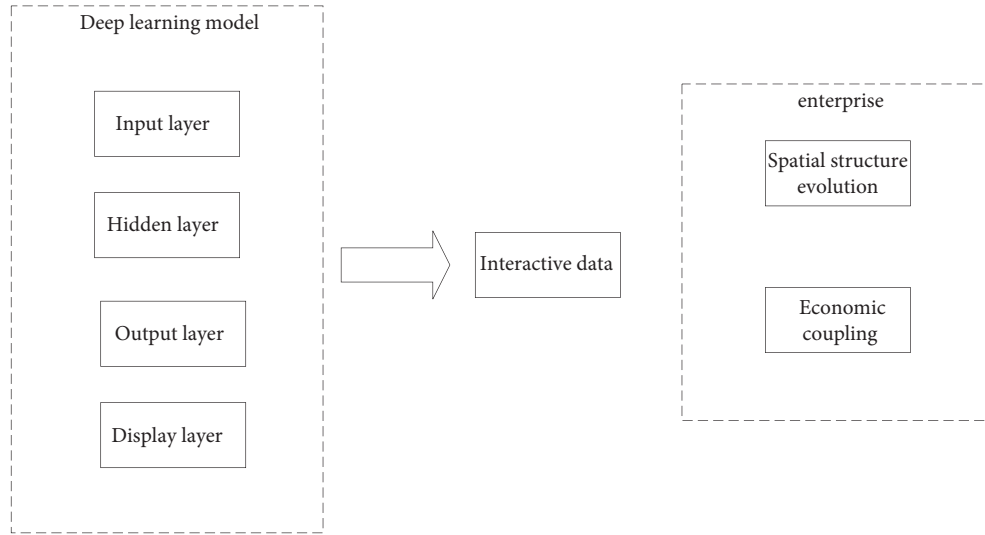 Deep learning model
Input layer
Hidden layer
Output layer
Display layer
Interactive data
enterprise
Spatial structure
evolution
Economic
coupling